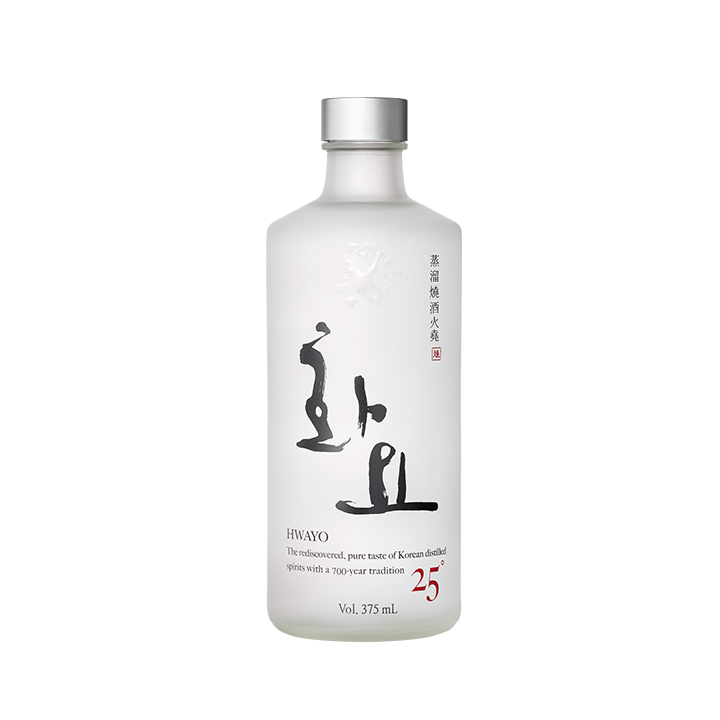 蒸溜燒酒火堯
화요
HWAYO
The rediscovered, pure taste of Korean distilled
spirits with a 700-year tradition
25°
Vol. 375 mL